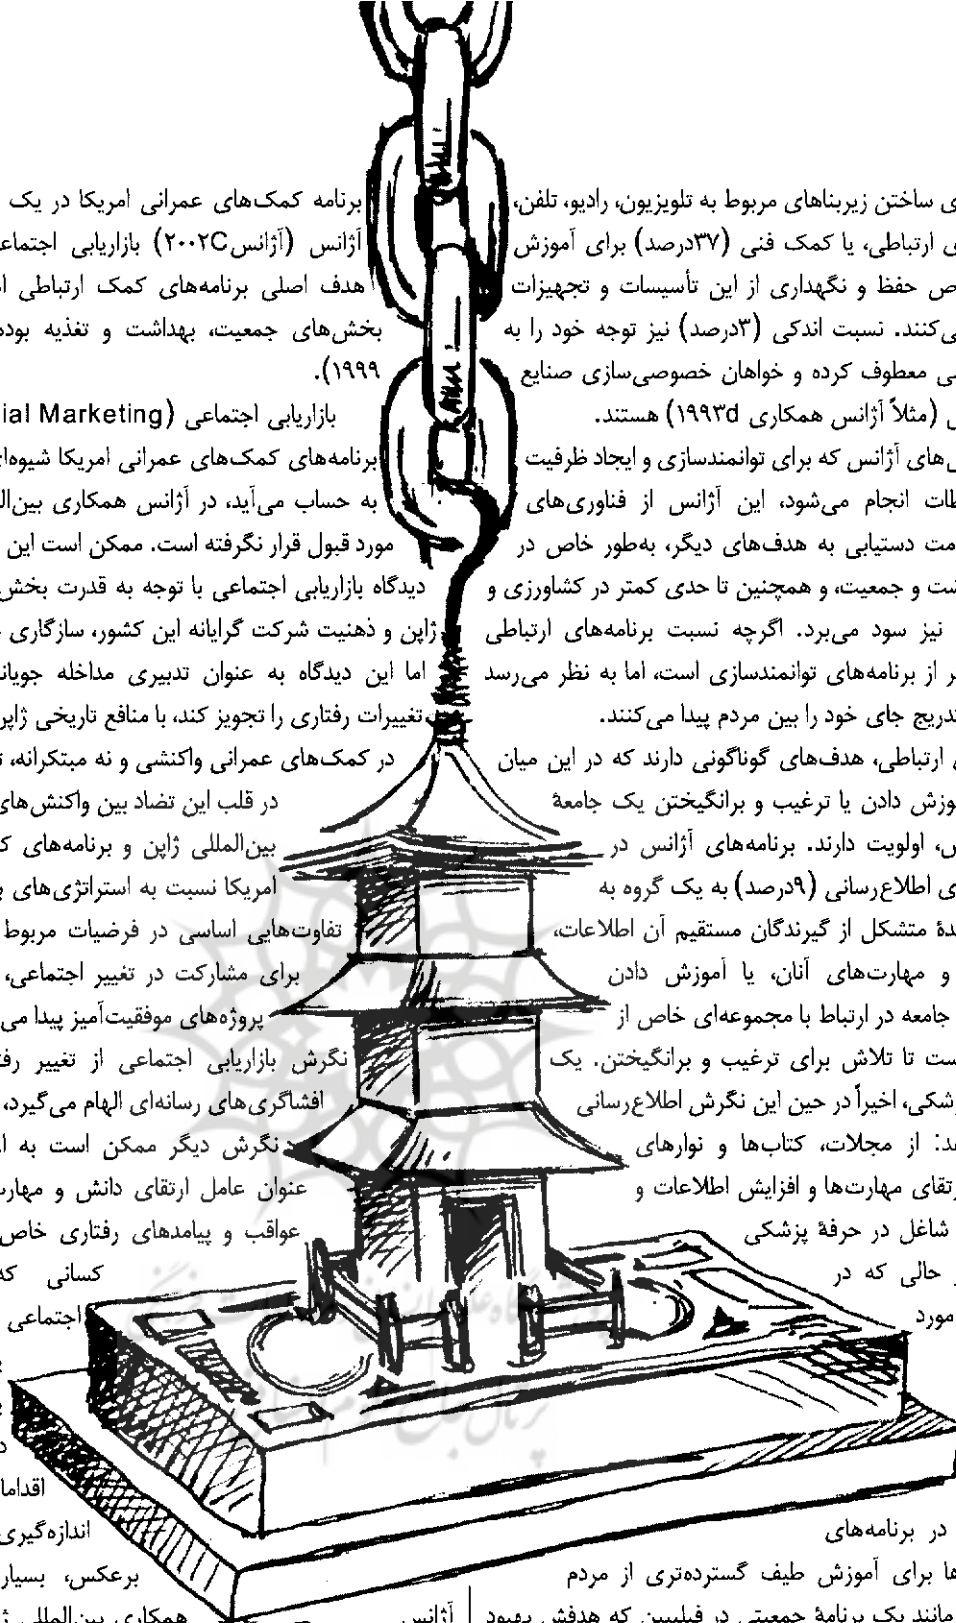 ی ساختن زیربناهای مربوط به تلویزیون، رادیو، تلفن،
ی ارتباطی، یا کمک فنی (۳۷درصد) برای آموزش
ص حفظ و نگهداری از این تأسیسات و تجهیزات
ی‌کنند. نسبت اندکی (۳درصد) نیز توجه خود را به
ی معطوف کرده و خواهان خصوصی‌سازی صنایع
ی (مثلاً آژانس همکاری ۱۹۹۳d) هستند.
ی‌های آژانس که برای توانمندسازی و ایجاد ظرفیت
طات انجام می‌شود، این آژانس از فناوری‌های
مت دستیابی به هدف‌های دیگر، به‌طور خاص در
شت و جمعیت، و همچنین تا حدی کمتر در کشاورزی و
نیز سود می‌برد. اگرچه نسبت برنامه‌های ارتباطی
ر از برنامه‌های توانمندسازی است، اما به نظر می‌رسد
تدریج جای خود را بین مردم پیدا می‌کنند.
ی ارتباطی، هدف‌های گوناگونی دارند که در این میان
وزش دادن یا ترغیب و برانگیختن یک جامعهٔ
ص، اولویت دارند. برنامه‌های آژانس در
ی اطلاع‌رسانی (۹درصد) به یک گروه به
دهٔ متشکل از گیرندگان مستقیم آن اطلاعات،
و مهارت‌های آنان، یا آموزش دادن
جامعه در ارتباط با مجموعه‌ای خاص از
ست تا تلاش برای ترغیب و برانگیختن. یک
شکی، اخیراً در حین این نگرش اطلاع‌رسانی
هد: از مجلات، کتاب‌ها و نوارهای
رتقای مهارت‌ها و افزایش اطلاعات و
شاغل در حرفهٔ پزشکی
ر حالی که در
مورد
در برنامه‌های
ها برای آموزش طیف گسترده‌تری از مردم
مانند یک برنامهٔ جمعیتی در فیلیپین که هدفش بهبود
برنامه کمک‌های عمرانی امریکا در یک
آژانس (آژانس۲۰۰۲C) بازاریابی اجتماعی
هدف اصلی برنامه‌های کمک ارتباطی ا
بخش‌های جمعیت، بهداشت و تغذیه بوده
۱۹۹۹).
بازاریابی اجتماعی (ial Marketing
برنامه‌های کمک‌های عمرانی امریکا شیوه‌ا
به حساب می‌آید، در آژانس همکاری بین‌ال
مورد قبول قرار نگرفته است. ممکن است این
دیدگاه بازاریابی اجتماعی با توجه به قدرت بخش
ژاپن و ذهنیت شرکت گرایانه این کشور، سازگاری
اما این دیدگاه به عنوان تدبیری مداخله جویان
تغییرات رفتاری را تجویز کند، با منافع تاریخی ژاپن
در کمک‌های عمرانی واکنشی و نه مبتکرانه، ت
در قلب این تضاد بین واکنش‌های
بین‌المللی ژاپن و برنامه‌های ک
امریکا نسبت به استراتژی‌های ب
تفاوت‌هایی اساسی در فرضیات مربوط
برای مشارکت در تغییر اجتماعی،
پروژه‌های موفقیت‌آمیز پیدا می
نگرش بازاریابی اجتماعی از تغییر رفت
افشاگری‌های رسانه‌ای الهام می‌گیرد،
نگرش دیگر ممکن است به ا
عنوان عامل ارتقای دانش و مهار
عواقب و پیامدهای رفتاری خاص
کسانی که
اجتماعی
اقداما
اندازه‌گیری
برعکس، بسیار
همکاری بین‌المللی ژ
آژانس